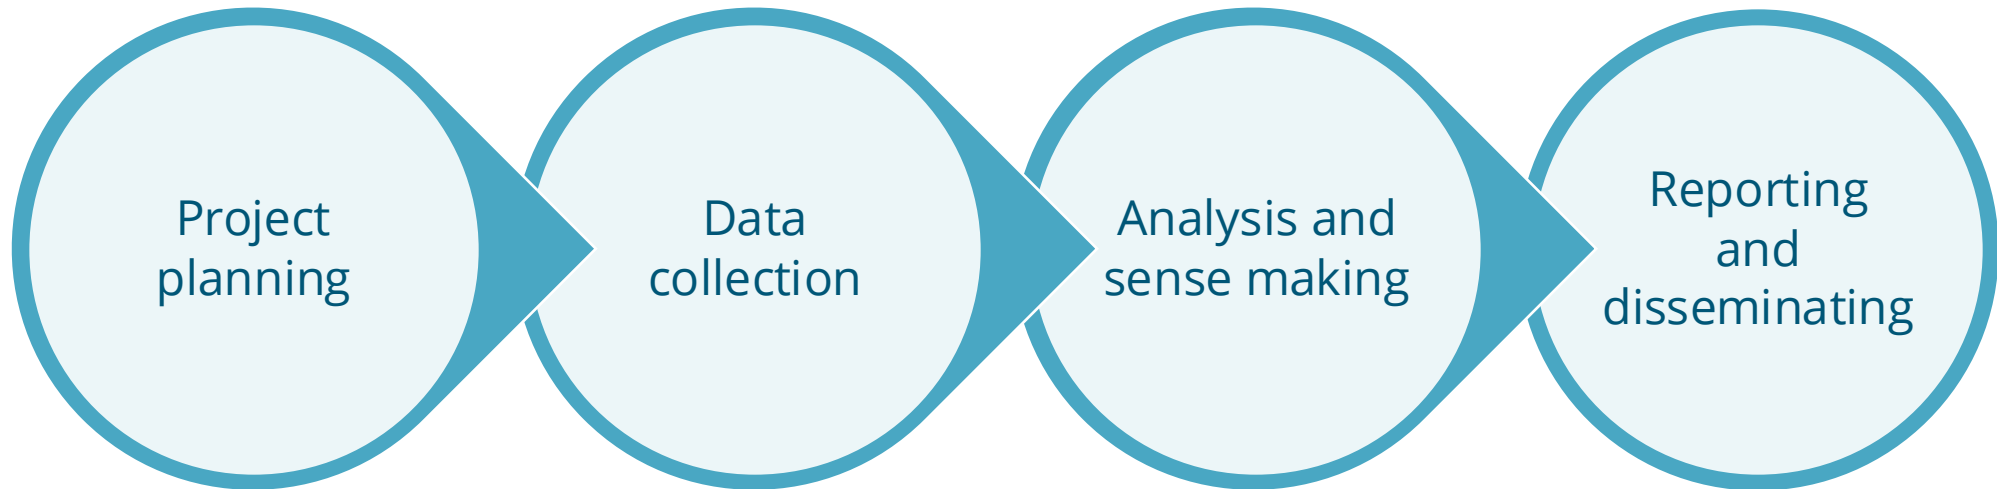 Project
planning
Data
collection
Analysis and
sense making
Reporting
and
disseminating